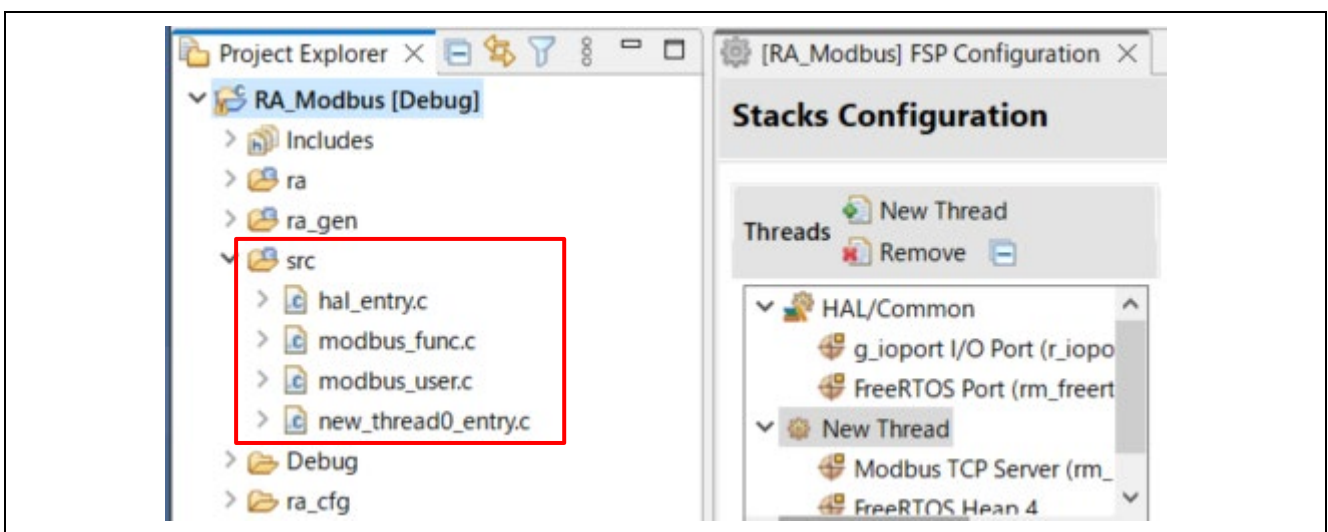 Project Explorer
RA_Modbus [Debug]
Includes
ra
ra_gen
src
hal_entry.c
modbus_func.c
modbus_user.c
new_thread0_entry.c
Debug
ra_cfg
[RA_Modbus] FSP Configuration
Stacks Configuration
Threads
New Thread
Remove
HAL/Common
g_ioport I/O Port (r_iopo
FreeRTOS Port (rm_freert
New Thread
Modbus TCP Server (rm_
FreeRTOS Heap 4